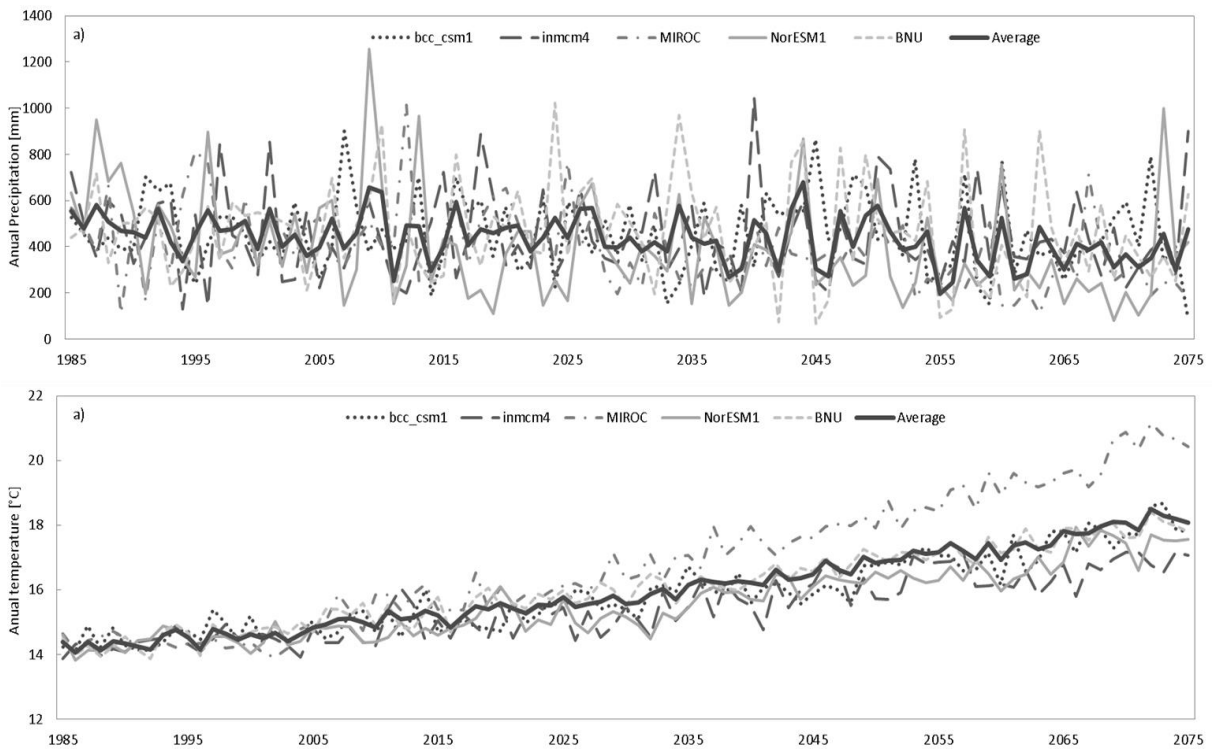 1400
a)
bcc_csm1 inmcm4 MIROC NorESM1 BNU Average
1200
1000
800
600
400
200
0
Anual Precipitation [mm]
1985 1995 2005 2015 2025 2035 2045 2055 2065 2075
22
a)
bcc_csm1 inmcm4 MIROC NorESM1 BNU Average
20
18
16
14
12
Anual temperature [°C]
1985 1995 2005 2015 2025 2035 2045 2055 2065 2075